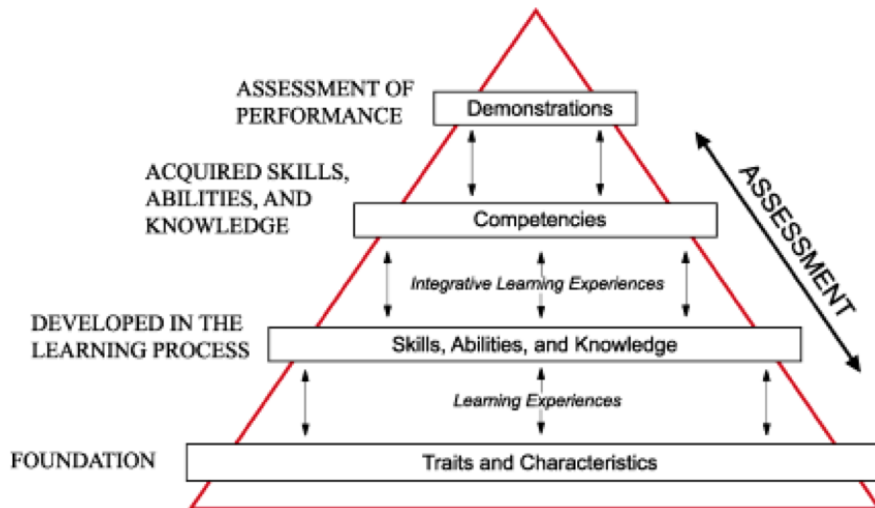 ASSESSMENT OF
PERFORMANCE
Demonstrations
ACQUIRED SKILLS,
ABILITIES, AND
KNOWLEDGE
Competencies
ASSESSMENT
Integrative Learning Experiences
DEVELOPED IN THE
LEARNING PROCESS
Skills, Abilities, and Knowledge
Learning Experiences
FOUNDATION
Traits and Characteristics